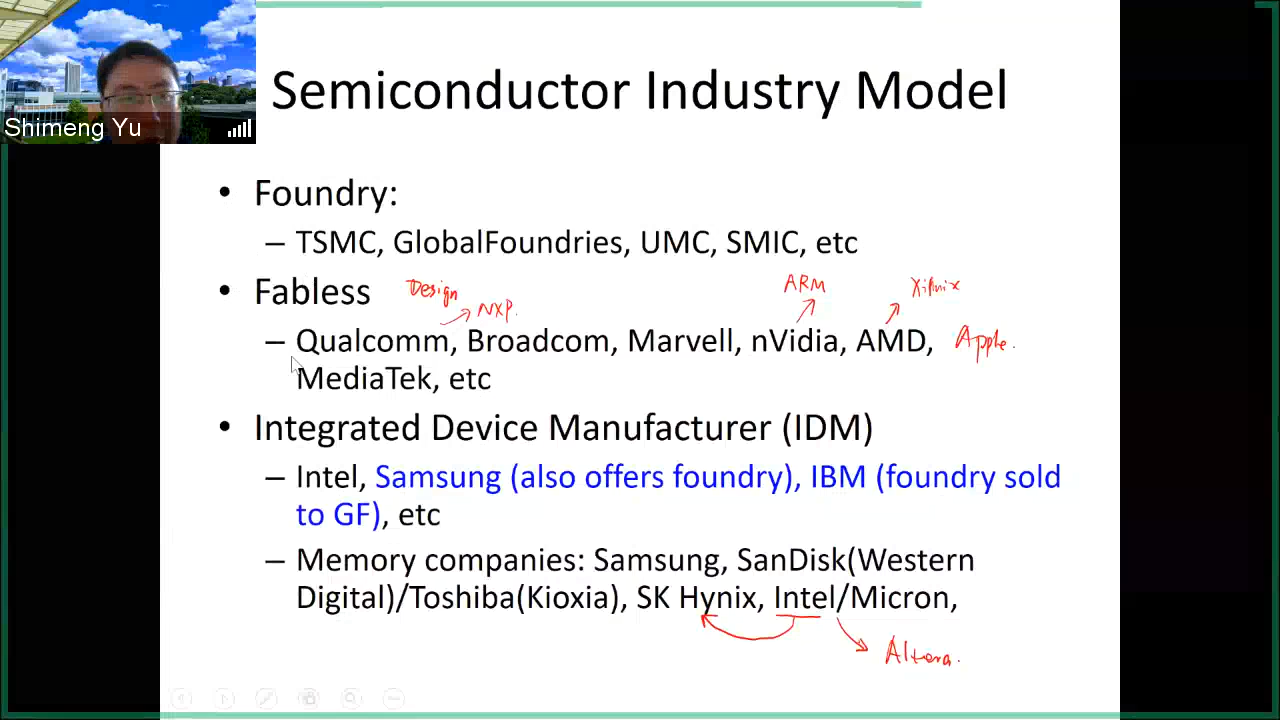 Shimeng Yu
Semiconductor Industry Model
• Foundry:
– TSMC, GlobalFoundries, UMC, SMIC, etc
• Fabless
Design
NXP.
ARM
Xilinix
– Qualcomm, Broadcom, Marvell, nVidia, AMD,
Apple.
MediaTek, etc
• Integrated Device Manufacturer (IDM)
– Intel, Samsung (also offers foundry), IBM (foundry sold
to GF), etc
– Memory companies: Samsung, SanDisk(Western
Digital)/Toshiba(Kioxia), SK Hynix, Intel/Micron,
Altera.